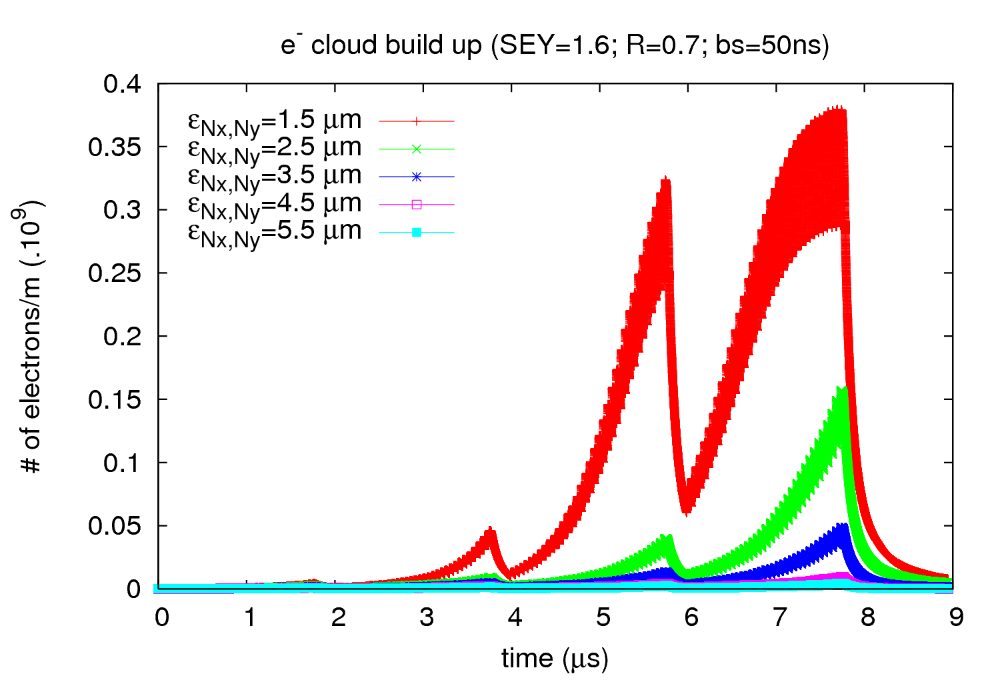 e- cloud build up (SEY=1.6; R=0.7; bs=50ns)
# of electrons/m (.10^9)
0.4
0.35
0.3
0.25
0.2
0.15
0.1
0.05
0
εNx,Ny=1.5 μm
εNx,Ny=2.5 μm
εNx,Ny=3.5 μm
εNx,Ny=4.5 μm
εNx,Ny=5.5 μm
0 1 2 3 4 5 6 7 8 9
time (μs)